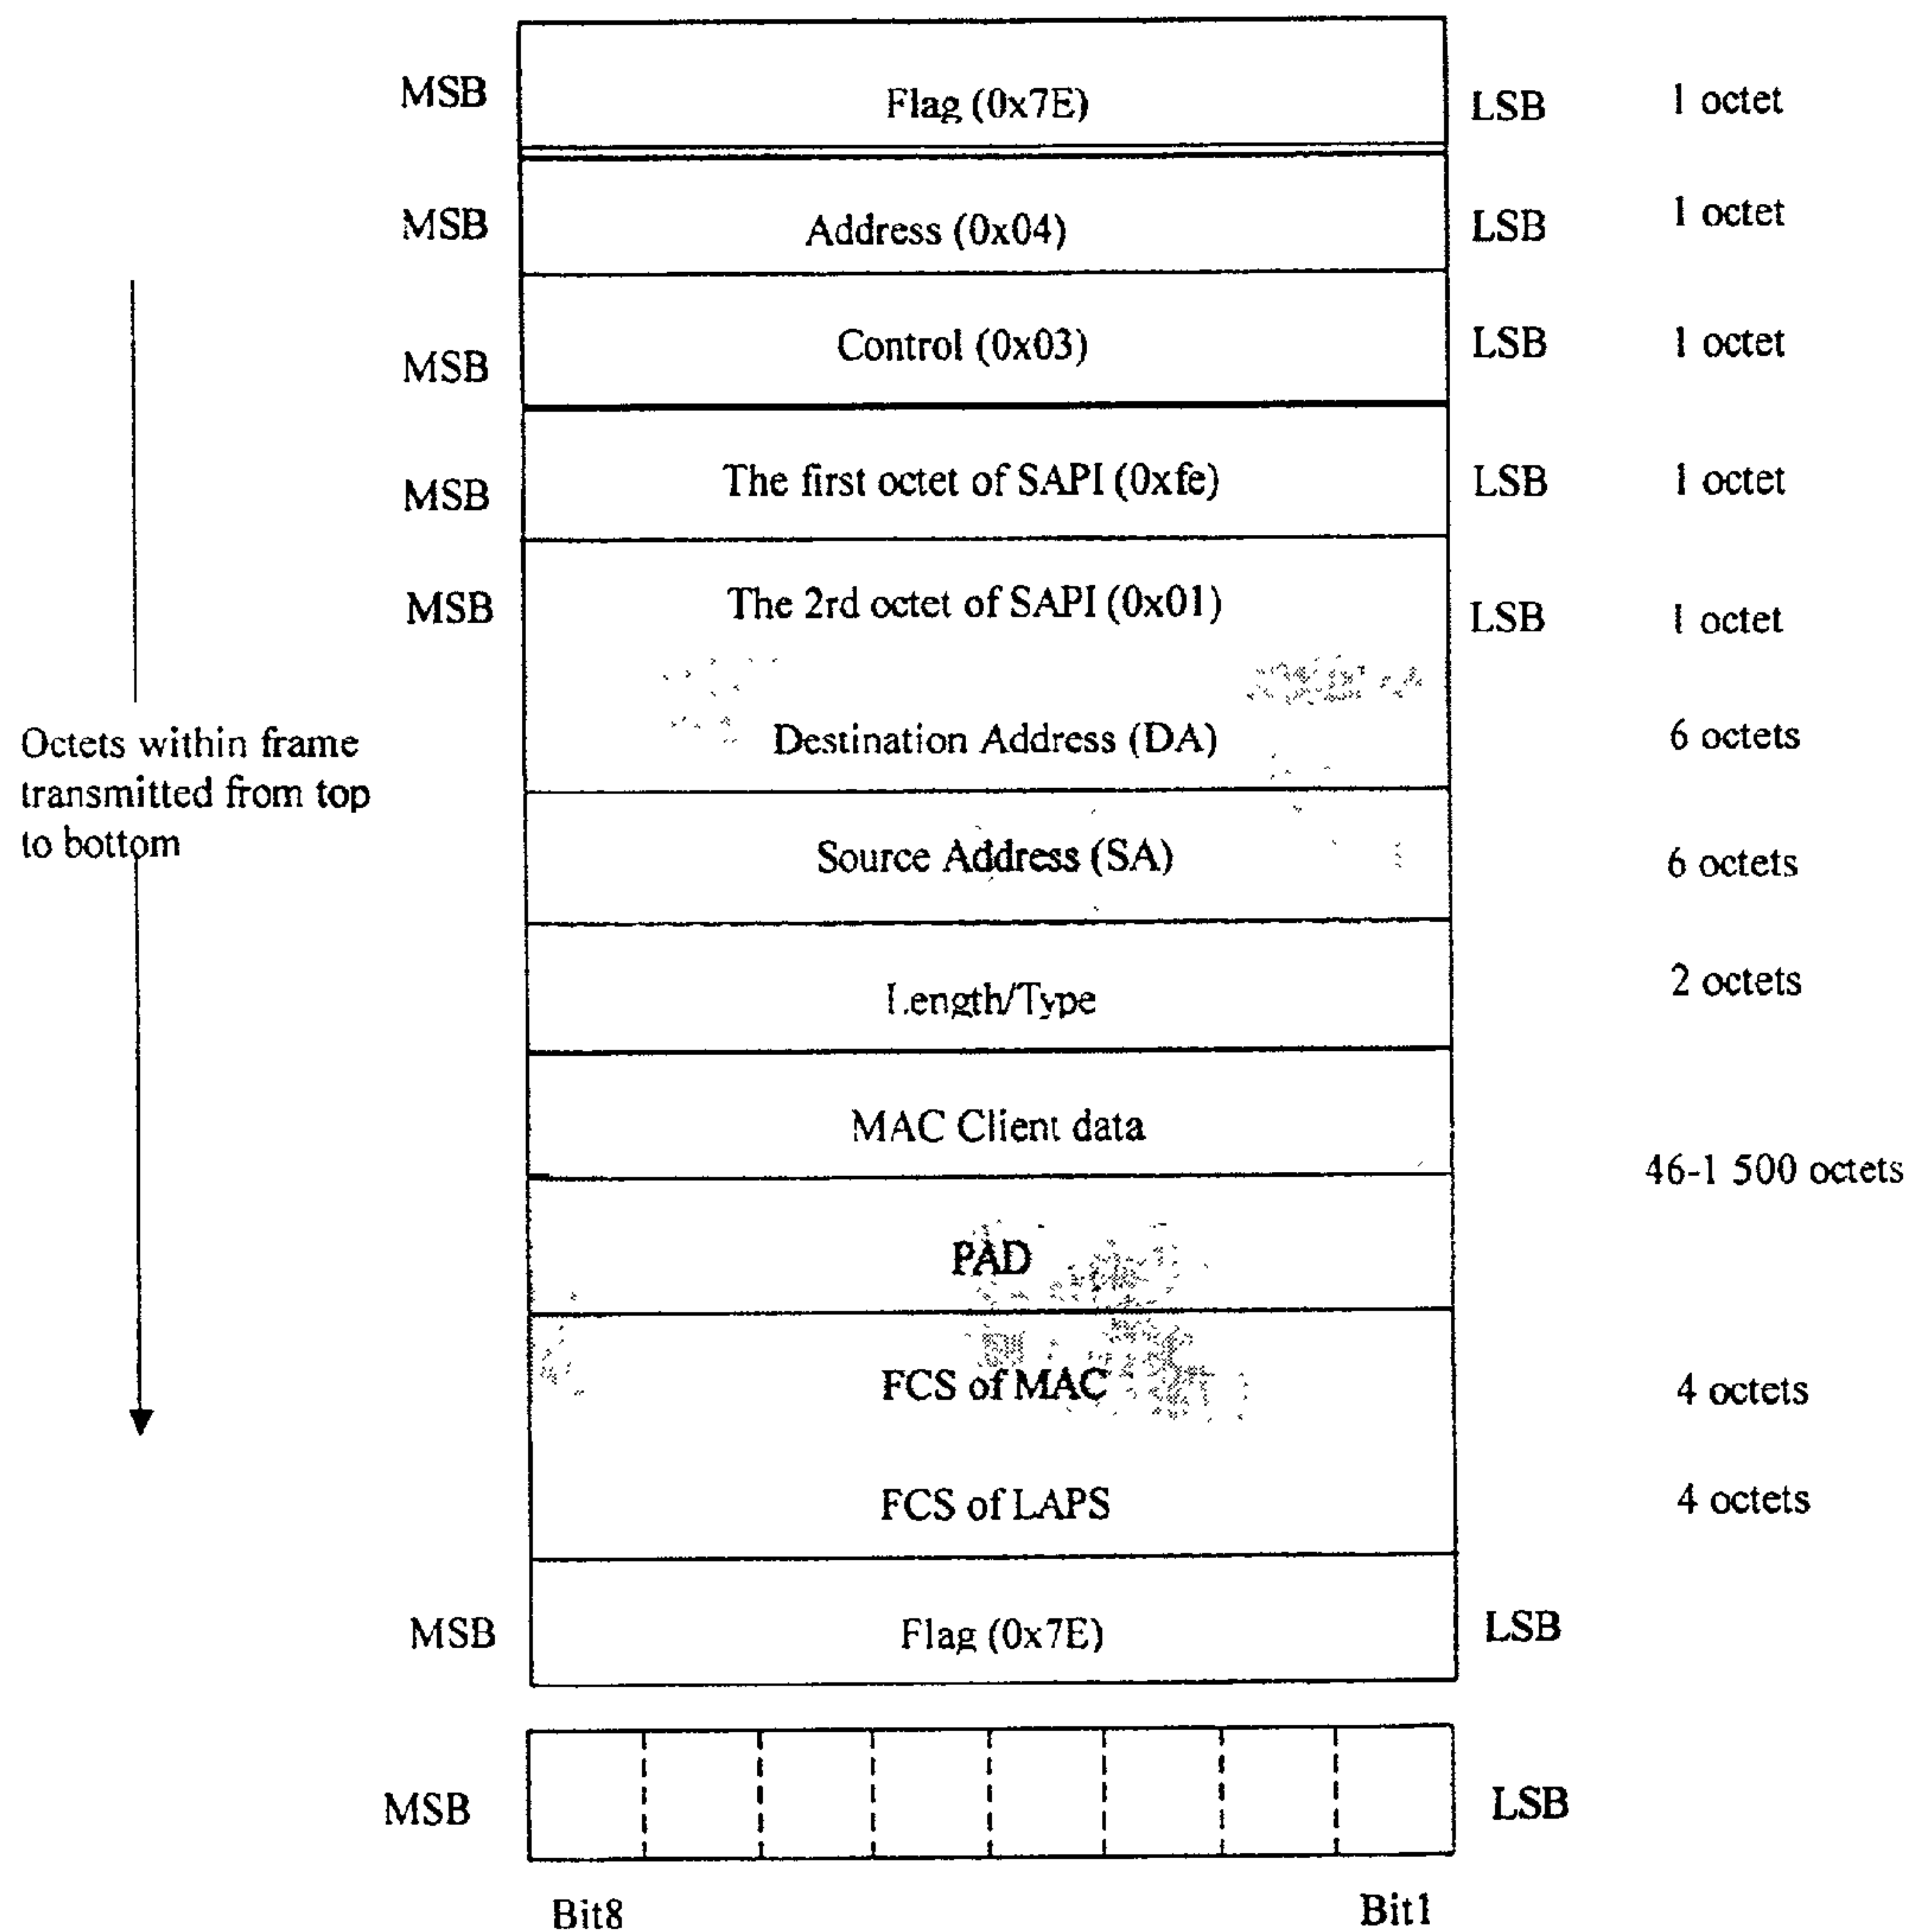 MSB Flag (0x7E) LSB 1 octet
MSB Address (0x04) LSB 1 octet
MSB Control (0x03) LSB 1 octet
MSB The first octet of SAPI (0xfe) LSB 1 octet
MSB The 2rd octet of SAPI (0x01) LSB 1 octet
Destination Address (DA) 6 octets
Octets within frame
transmitted from top
to bottom
Source Address (SA) 6 octets
Length/Type 2 octets
MAC Client data
46-1 500 octets
PAD
FCS of MAC 4 octets
FCS of LAPS 4 octets
MSB Flag (0x7E) LSB
MSB LSB
Bit8 Bit1